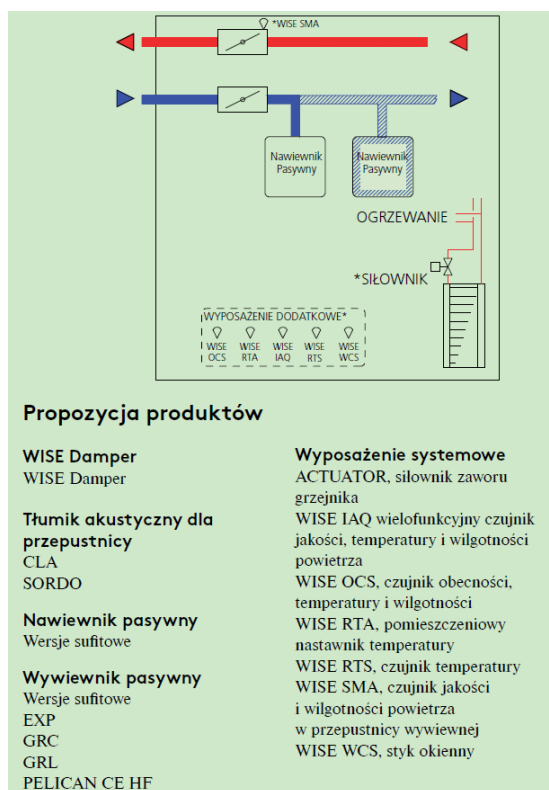 *WISE SMA
Nawiewnik
Pasywny
Nawiewnik
Pasywny
OGRZEWANIE
*SIŁOWNIK
WYPOSAŻENIE DODATKOWE*
WISE
OCS
WISE
RTA
WISE
IAQ
WISE
RTS
WISE
WCS
Propozycja produktów
WISE Damper
WISE Damper
Tłumik akustyczny dla
przepustnicy
CLA
SORDO
Nawiewnik pasywny
Wersje sufitowe
Wywiewnik pasywny
Wersje sufitowe
EXP
GRC
GRL
PELICAN CE HF
Wyposażenie systemowe
ACTUATOR, siłownik zaworu
grzejnika
WISE IAQ wielofunkcyjny czujnik
jakości, temperatury i wilgotności
powietrza
WISE OCS, czujnik obecności,
temperatury i wilgotności
WISE RTA, pomieszczeniowy
nastawnik temperatury
WISE RTS, czujnik temperatury
WISE SMA, czujnik jakości
i wilgotności powietrza
w przepustnicy wywiewnej
WISE WCS, styk okienny